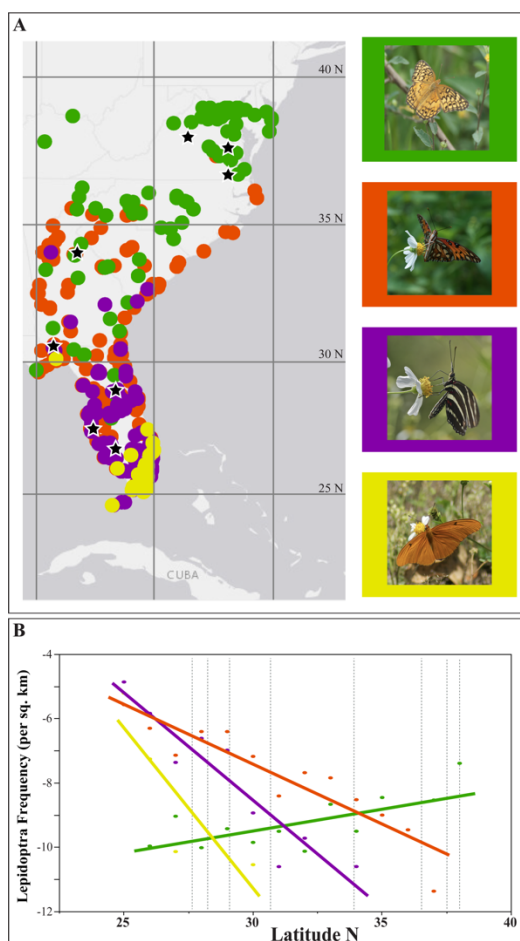 A
40 N
35 N
30 N
25 N
CUBA
B
Lepidoptra Frequency (per sq. km)
-4
-6
-8
-10
-12
25
30
35
40
Latitude N